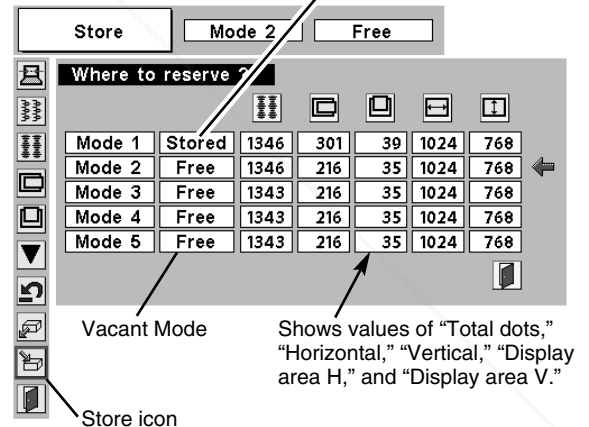 Store Mode 2 Free
Where to reserve ?
Mode 1 Stored 1346 301 39 1024 768
Mode 2 Free 1346 216 35 1024 768
Mode 3 Free 1343 216 35 1024 768
Mode 4 Free 1343 216 35 1024 768
Mode 5 Free 1343 216 35 1024 768
Vacant Mode
Shows values of “Total dots,”
“Horizontal,” “Vertical,” “Display
area H,” and “Display area V.”
Store icon